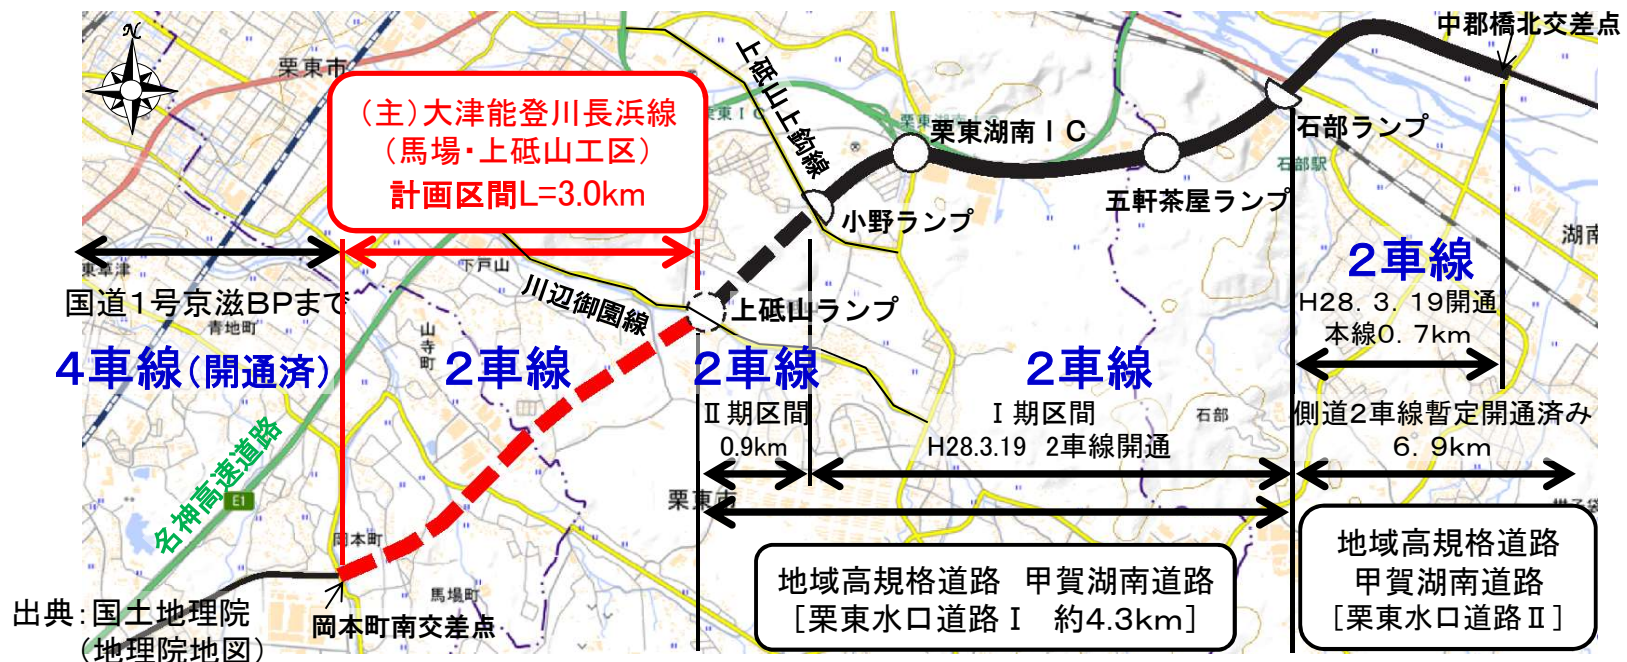 中郡橋北交差点
N
栗東市
(主)大津能登川長浜線
(馬場・上砥山工区)
計画区間L=3.0km
上砥山上鈎線
栗東湖南IC
石部ランプ
石部駅
五軒茶屋ランプ
小野ランプ
2車線
H28.3.19開通
本線0.7km
国道1号京滋BPまで
青地町
下戸山
川辺御園線
上砥山ランプ
山寺町
4車線(開通済)
2車線
2車線
Ⅱ期区間
0.9km
2車線
Ⅰ期区間
H28.3.19 2車線開通
石部
側道2車線暫定開通済み
6.9km
名神高速道路
E1
栗東市
岡本町
馬場町
岡本町南交差点
地域高規格道路 甲賀湖南道路
[栗東水口道路Ⅰ 約4.3km]
地域高規格道路
甲賀湖南道路
[栗東水口道路Ⅱ]
出典:国土地理院
(地理院地図)